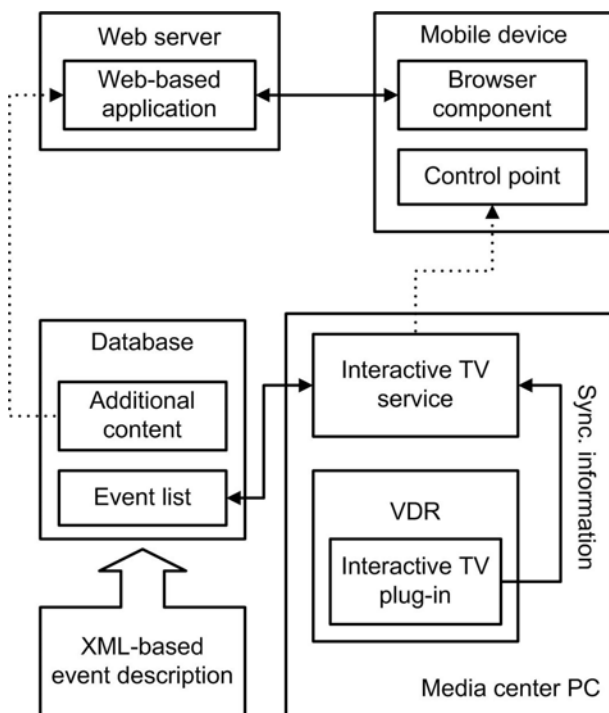 Web server
Web-based
application
Mobile device
Browser
component
Control point
Database
Additional
content
Event list
XML-based
event description
Interactive TV
service
Sync. information
VDR
Interactive TV
plug-in
Media center PC